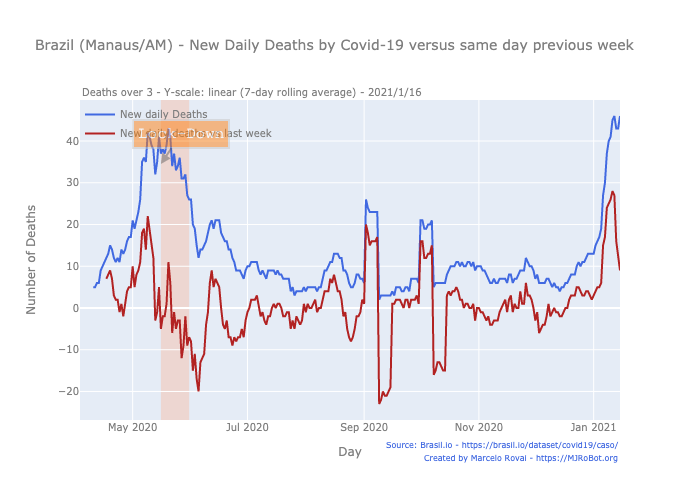 Brazil (Manaus/AM) - New Daily Deaths by Covid-19 versus same day previous week
Deaths over 3 - Y-scale: linear (7-day rolling average) - 2021/1/16
New daily Deaths
New last week
Down
40
30
20
10
0
−10
−20
Number of Deaths
May 2020
Jul 2020
Sep 2020
Nov 2020
Jan 2021
Day
Source: Brasil.io - https://brasil.io/dataset/covid19/caso/
Created by Marcelo Rovai - https://MJRoBot.org